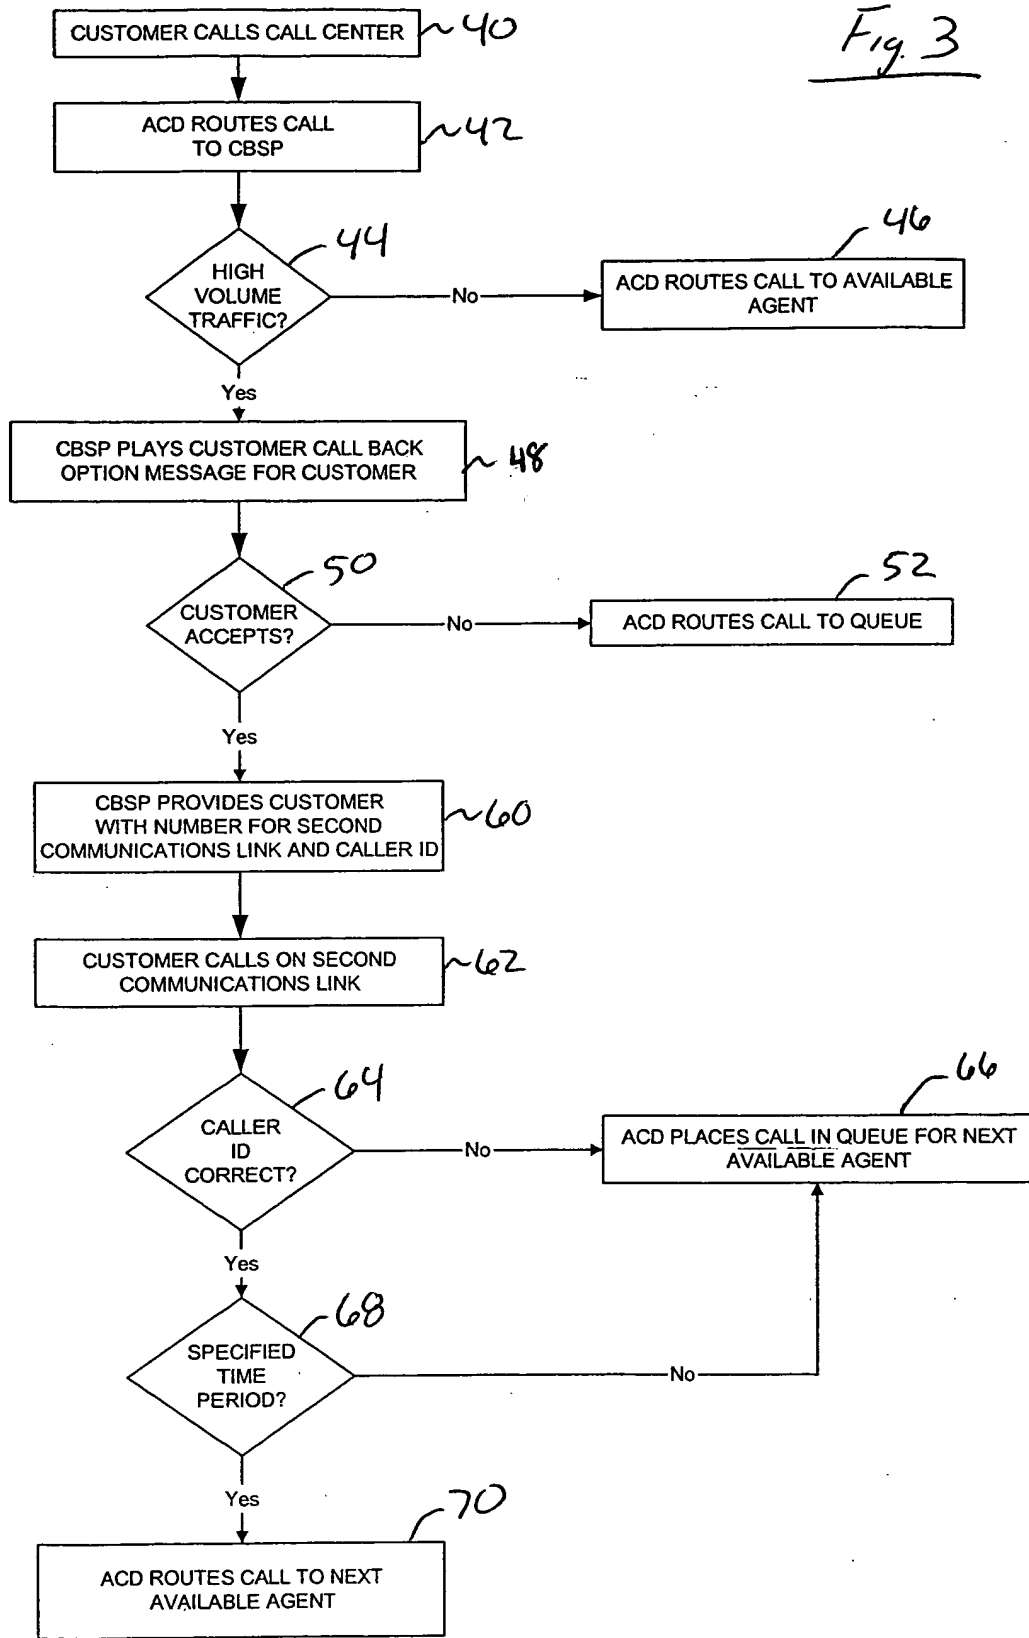 Fig. 3
CUSTOMER CALLS CALL CENTER
40
ACD ROUTES CALL
TO CBSP
42
HIGH
VOLUME
TRAFFIC?
44
No
46
ACD ROUTES CALL TO AVAILABLE
AGENT
Yes
CBSP PLAYS CUSTOMER CALL BACK
OPTION MESSAGE FOR CUSTOMER
48
CUSTOMER
ACCEPTS?
50
No
52
ACD ROUTES CALL TO QUEUE
Yes
CBSP PROVIDES CUSTOMER
WITH NUMBER FOR SECOND
COMMUNICATIONS LINK AND CALLER ID
60
CUSTOMER CALLS ON SECOND
COMMUNICATIONS LINK
62
CALLER
ID
CORRECT?
64
No
66
ACD PLACES CALL IN QUEUE FOR NEXT
AVAILABLE AGENT
Yes
SPECIFIED
TIME
PERIOD?
68
No
Yes
70
ACD ROUTES CALL TO NEXT
AVAILABLE AGENT